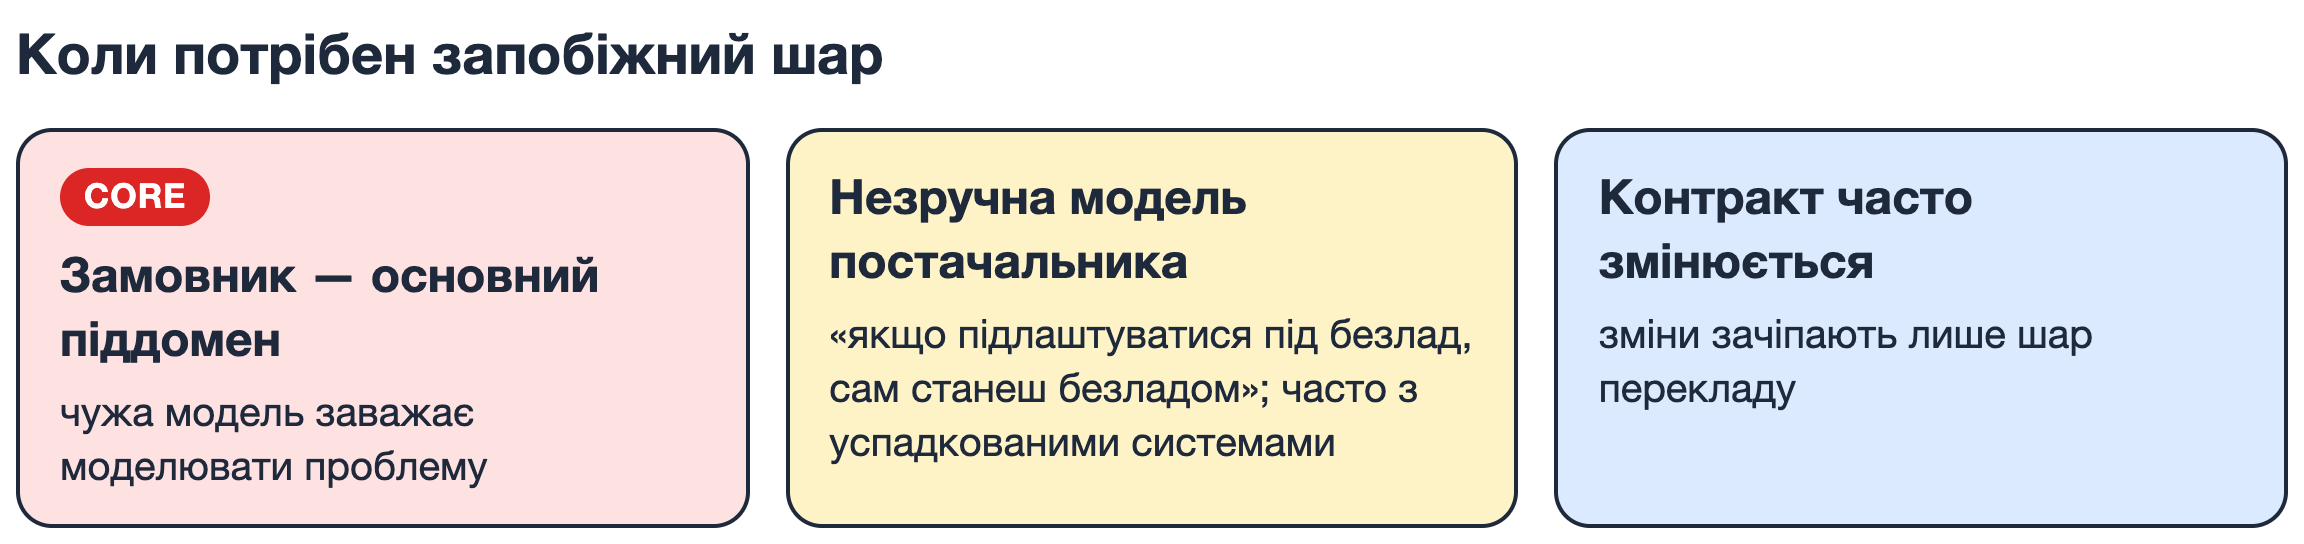 Коли потрібен запобіжний шар
CORE
Замовник — основний
піддомен
чужа модель заважає
моделювати проблему
Незручна модель
постачальника
«якщо підлаштуватися під безлад,
сам станеш безладом»; часто з
успадкованими системами
Контракт часто
змінюється
зміни зачіпають лише шар
перекладу